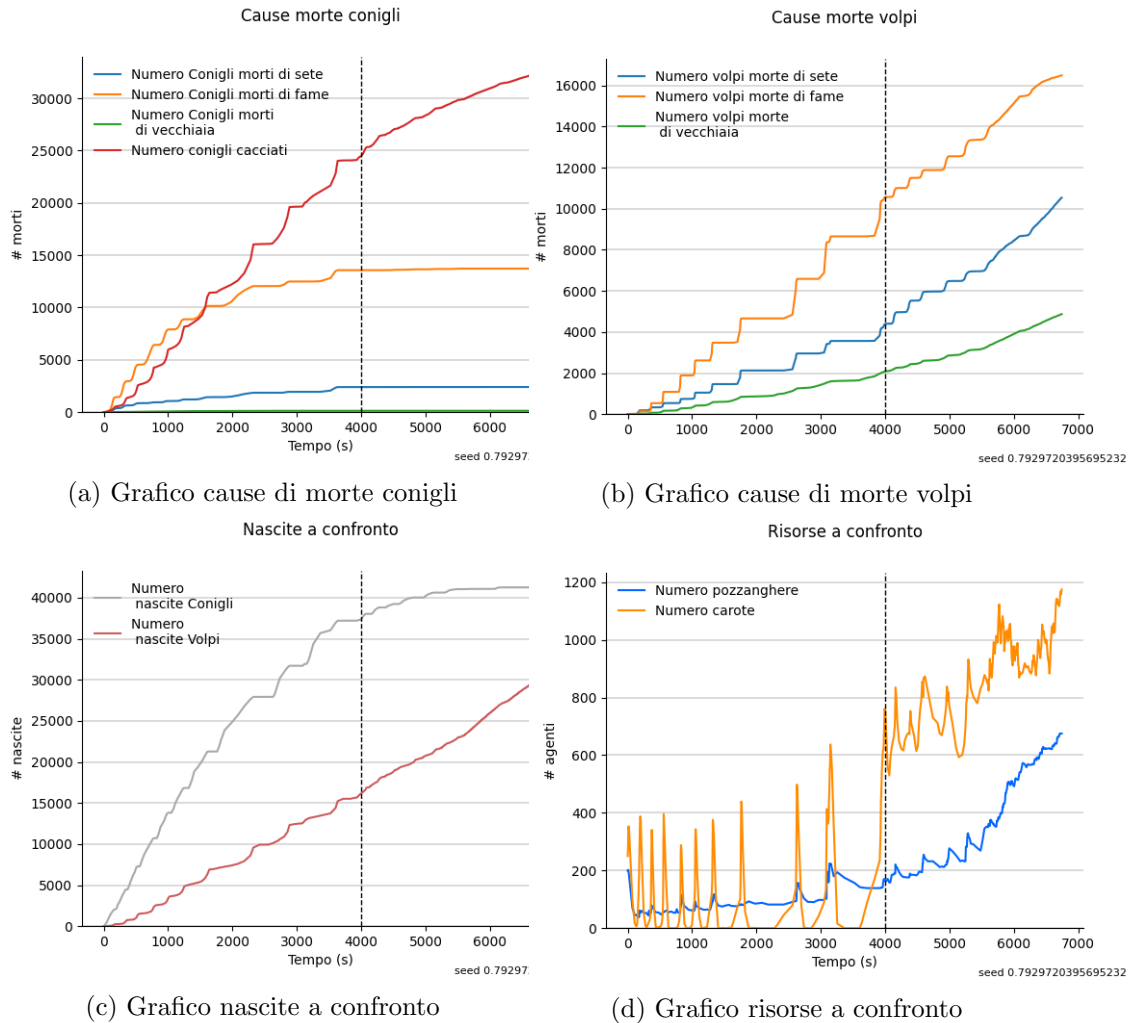 Cause morte conigli
Numero Conigli morti di sete
Numero Conigli morti di fame
Numero Conigli morti
di vecchiaia
Numero conigli cacciati
# morti
30000
25000
20000
15000
10000
5000
0
0 1000 2000 3000 4000 5000 6000
Tempo (s)
seed 0.79297
(a) Grafico cause di morte conigli
Cause morte volpi
Numero volpi morte di sete
Numero volpi morte di fame
Numero volpi morte
di vecchiaia
# morti
16000
14000
12000
10000
8000
6000
4000
2000
0
0 1000 2000 3000 4000 5000 6000 7000
Tempo (s)
seed 0.7929720395695232
(b) Grafico cause di morte volpi
Nascite a confronto
Numero
nascite Conigli
Numero
nascite Volpi
# nascite
40000
35000
30000
25000
20000
15000
10000
5000
0
0 1000 2000 3000 4000 5000 6000
Tempo (s)
seed 0.79297
(c) Grafico nascite a confronto
Risorse a confronto
Numero pozzanghere
Numero carote
# agenti
1200
1000
800
600
400
200
0
0 1000 2000 3000 4000 5000 6000 7000
Tempo (s)
seed 0.7929720395695232
(d) Grafico risorse a confronto